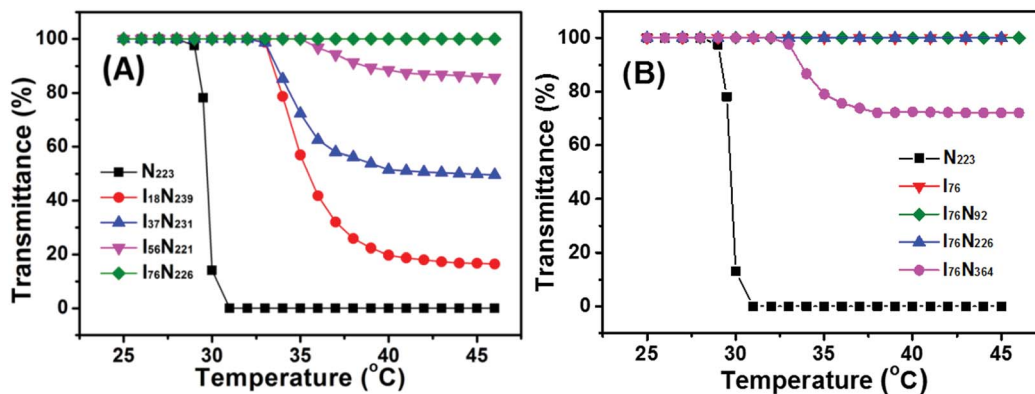 (A)
Transmittance (%)
100
80
60
40
20
0
N223
I18N239
I37N231
I56N221
I76N226
25 30 35 40 45
Temperature (°C)
(B)
Transmittance (%)
100
80
60
40
20
0
N223
I76
I76N92
I76N226
I76N364
25 30 35 40 45
Temperature (°C)